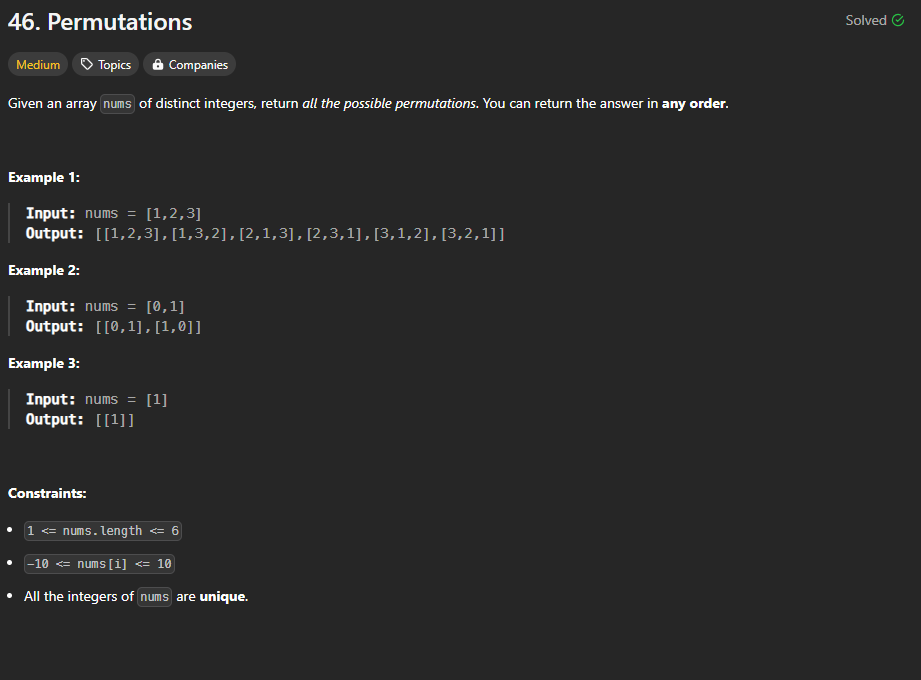 46. Permutations
Solved
Medium Topics Companies
Given an array nums of distinct integers, return all the possible permutations. You can return the answer in any order.
Example 1:
Input: nums = [1,2,3]
Output: [[1,2,3],[1,3,2],[2,1,3],[2,3,1],[3,1,2],[3,2,1]]
Example 2:
Input: nums = [0,1]
Output: [[0,1],[1,0]]
Example 3:
Input: nums = [1]
Output: [[1]]
Constraints:
• 1 <= nums.length <= 6
• -10 <= nums[i] <= 10
• All the integers of nums are unique.